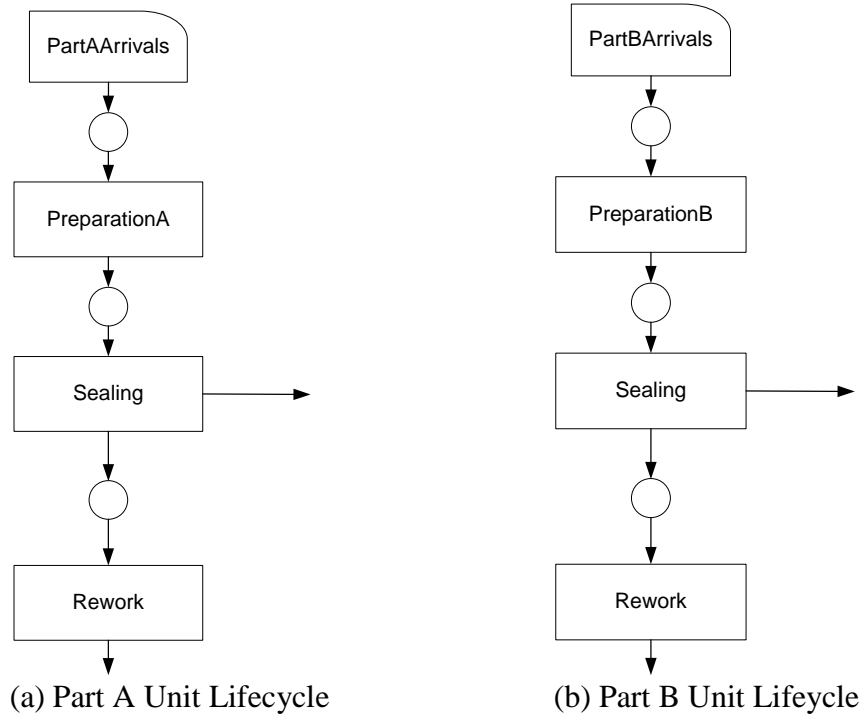 PartAArrivals
PreparationA
Sealing
Rework
(a) Part A Unit Lifecycle
PartBArrivals
PreparationB
Sealing
Rework
(b) Part B Unit Lifeycle